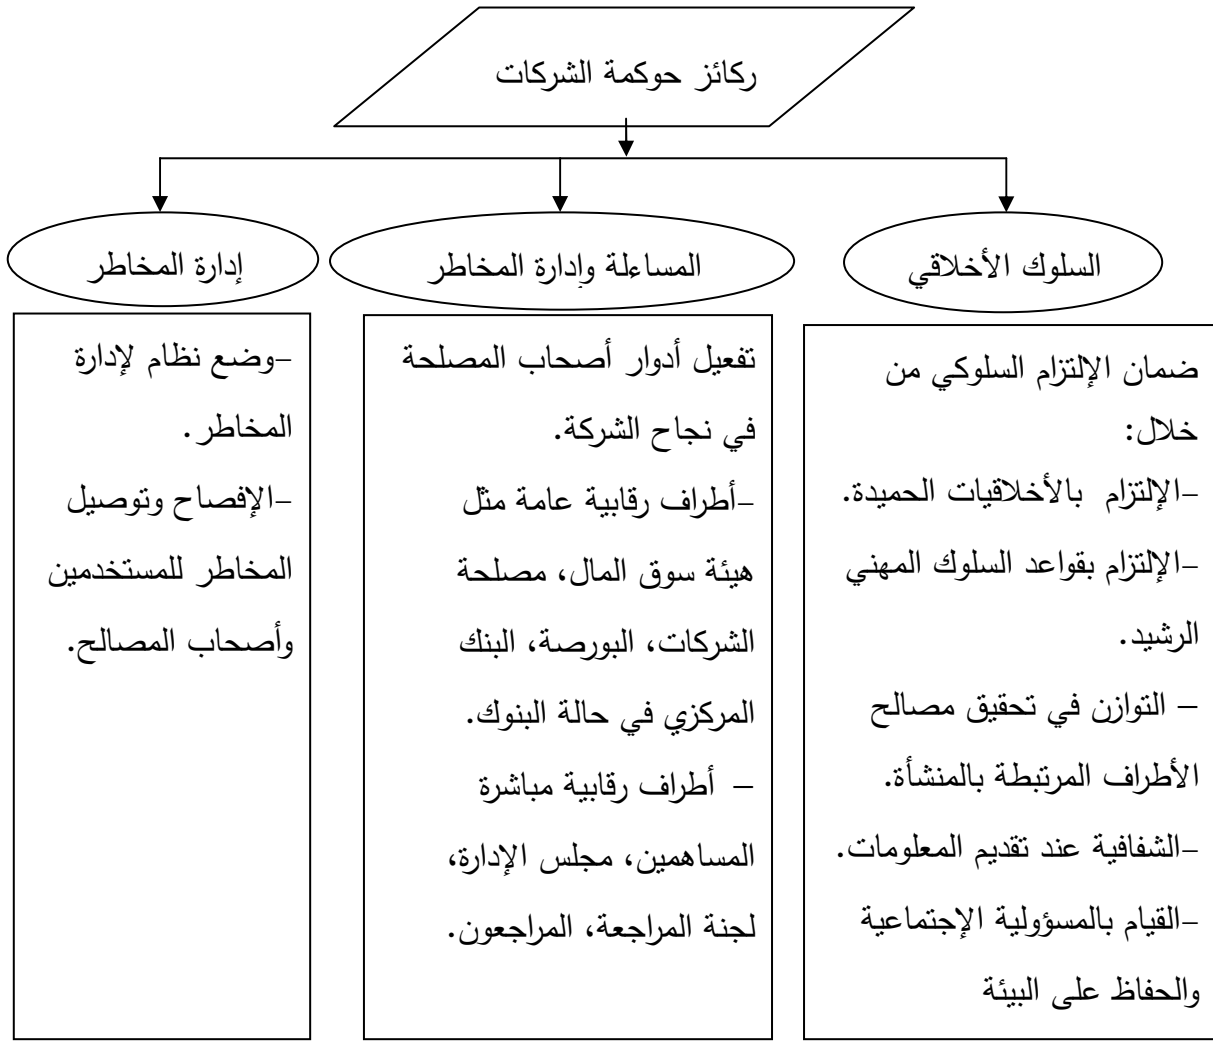 ركائز حوكمة الشركات
السلوك الأخلاقي
ضمان الإلتزام السلوكي من
خلال:
-الإلتزام بالأخلاقيات الحميدة.
-الإلتزام بقواعد السلوك المهني
الرشيد.
- التوازن في تحقيق مصالح
الأطراف المرتبطة بالمنشأة.
-الشفافية عند تقديم المعلومات.
-القيام بالمسؤولية الإجتماعية
والحفاظ على البيئة
المساءلة وإدارة المخاطر
تفعيل أدوار أصحاب المصلحة
في نجاح الشركة.
-أطراف رقابية عامة مثل
هيئة سوق المال، مصلحة
الشركات، البورصة، البنك
المركزي في حالة البنوك.
- أطراف رقابية مباشرة
المساهمين، مجلس الإدارة،
لجنة المراجعة، المراجعون.
إدارة المخاطر
-وضع نظام لإدارة
المخاطر.
-الإفصاح وتوصيل
المخاطر للمستخدمين
وأصحاب المصالح.